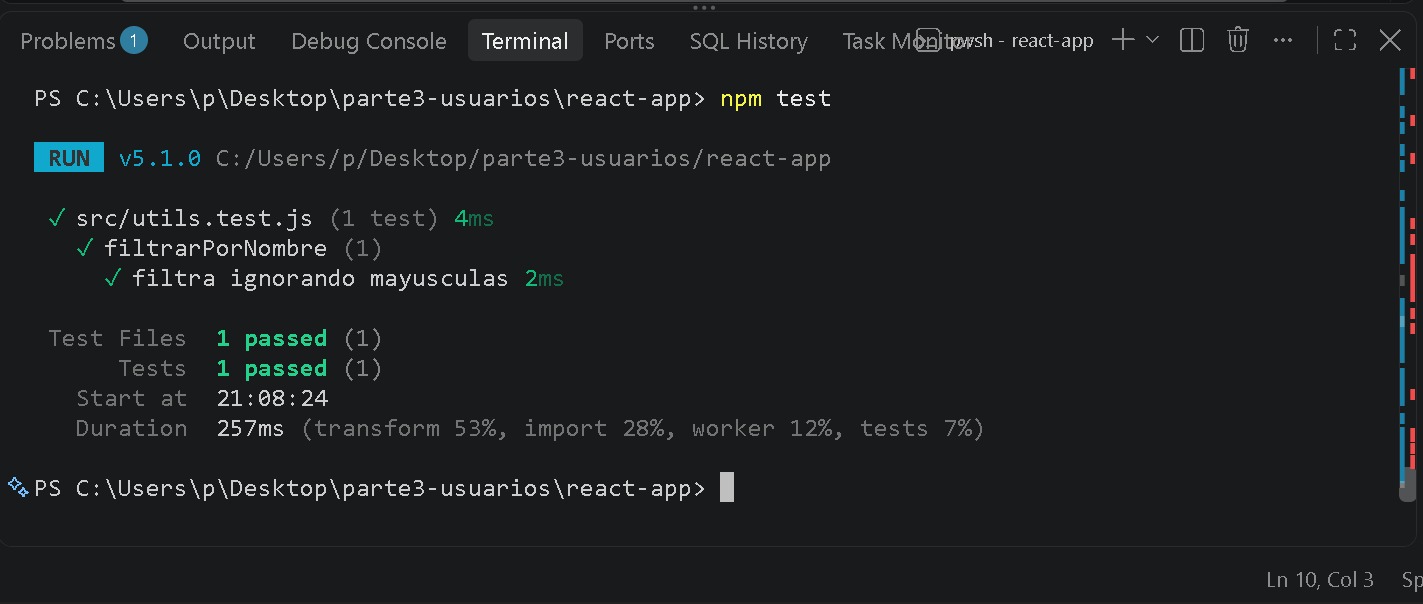 Problems 1 Output Debug Console Terminal Ports SQL History Task Monitor pwsh - react-app
PS C:\Users\p\Desktop\parte3-usuarios\react-app> npm test
RUN v5.1.0 C:/Users/p/Desktop/parte3-usuarios/react-app
✓ src/utils.test.js (1 test) 4ms
✓ filtrarPorNombre (1)
✓ filtra ignorando mayusculas 2ms
Test Files 1 passed (1)
Tests 1 passed (1)
Start at 21:08:24
Duration 257ms (transform 53%, import 28%, worker 12%, tests 7%)
PS C:\Users\p\Desktop\parte3-usuarios\react-app>
Ln 10, Col 3 Sp